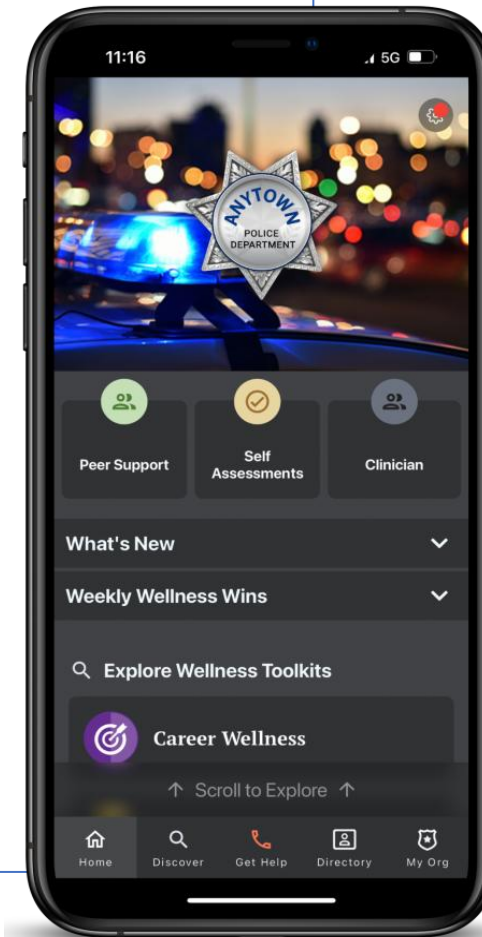 11:16
5G
ANYTOWN
POLICE
DEPARTMENT
Peer Support
Self
Assessments
Clinician
What's New
Weekly Wellness Wins
Explore Wellness Toolkits
Career Wellness
↑ Scroll to Explore ↑
Home
Discover
Get Help
Directory
My Org